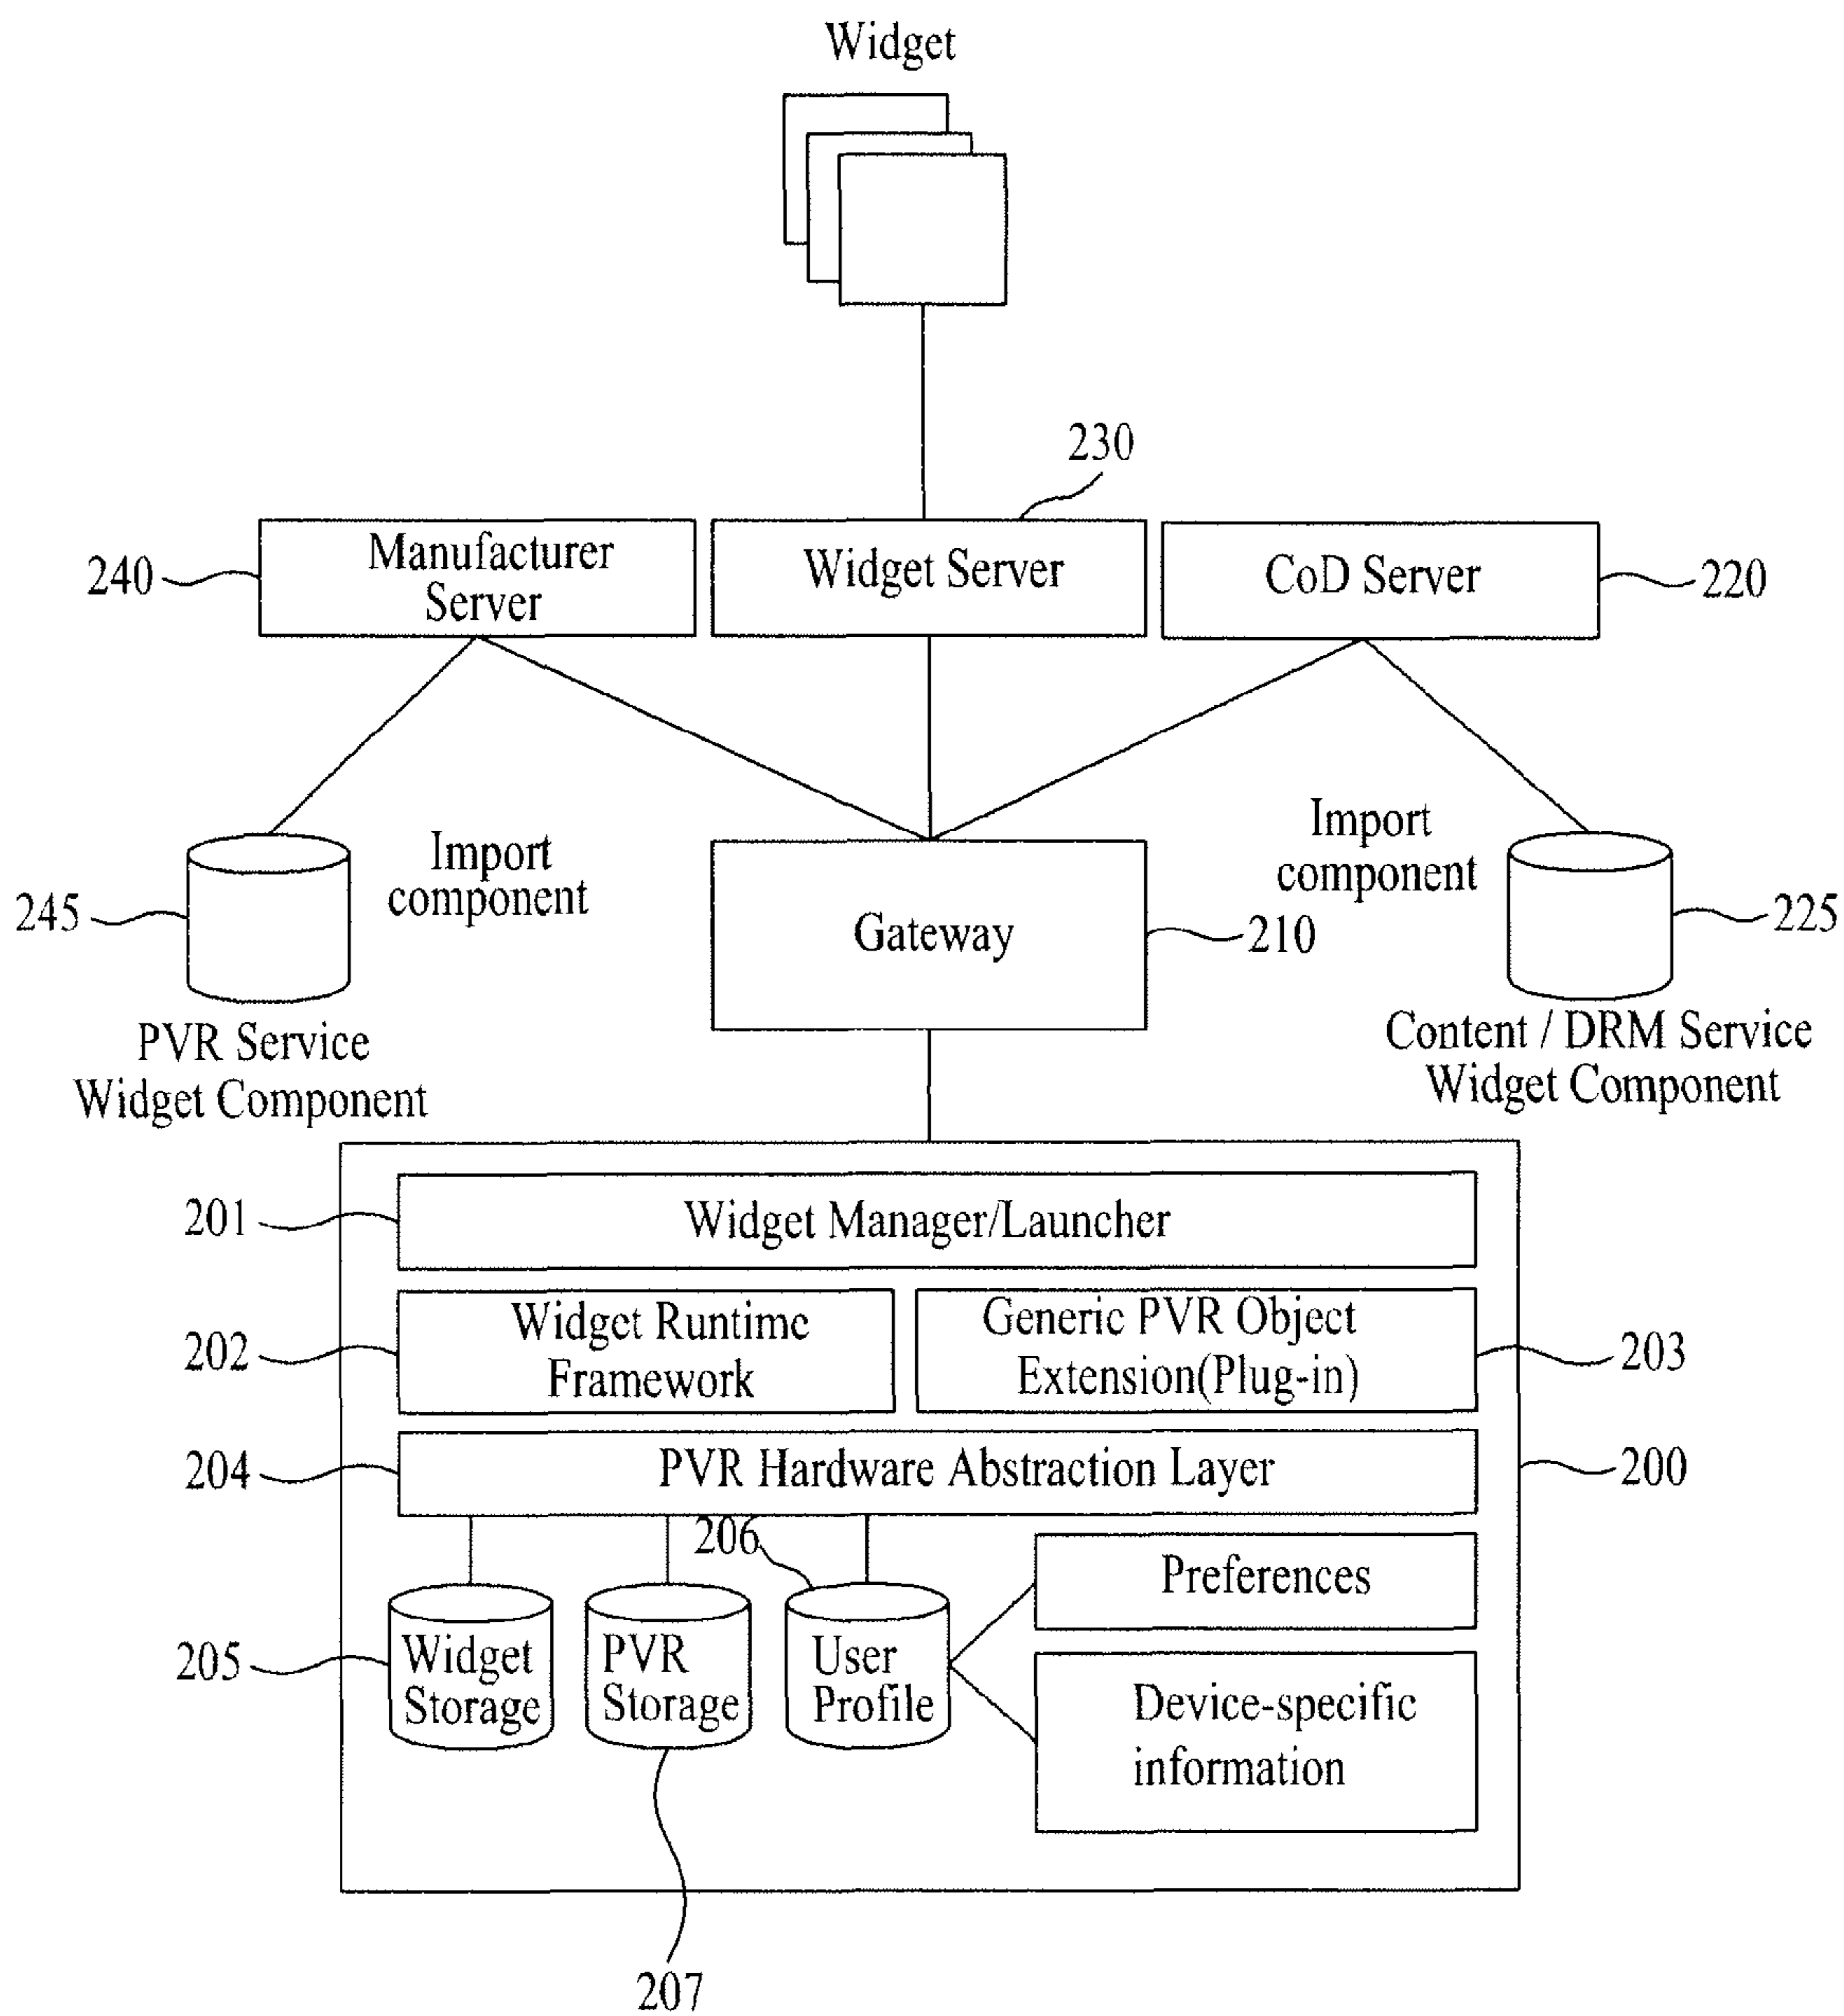 Widget
230
240
Manufacturer
Server
Widget Server
CoD Server
220
Import
component
Import
component
245
Gateway
210
225
PVR Service
Widget Component
Content / DRM Service
Widget Component
201
Widget Manager/Launcher
202
Widget Runtime
Framework
Generic PVR Object
Extension(Plug-in)
203
204
PVR Hardware Abstraction Layer
200
206
Preferences
205
Widget
Storage
PVR
Storage
User
Profile
Device-specific
information
207